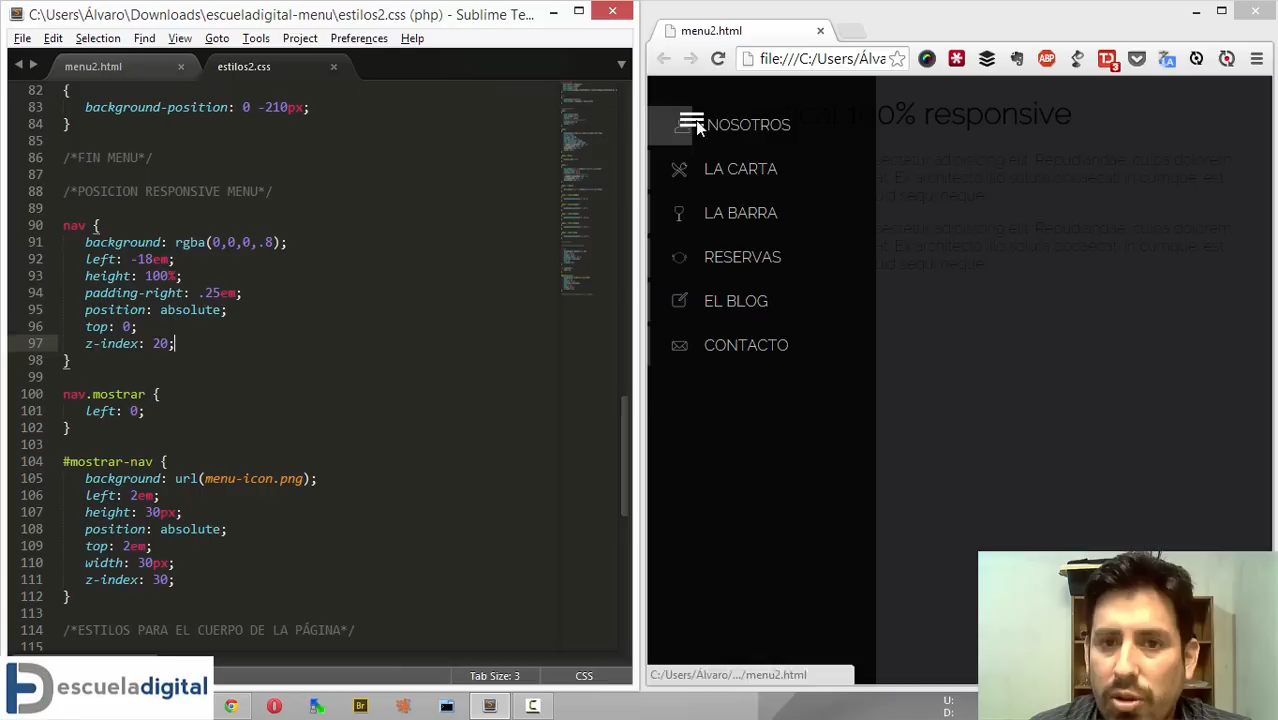 C:\Users\Álvaro\Downloads\escueladigital-menu\estilos2.css (php) - Sublime Te...
File Edit Selection Find View Goto Tools Project Preferences Help
menu2.html × estilos2.css ×
82 {
83 background-position: 0 -210px;
84 }
85
86 /*FIN MENU*/
87
88 /*POSICION RESPONSIVE MENU*/
89
90 nav {
91 background: rgba(0,0,0,.8);
92 left: -18em;
93 height: 100%;
94 padding-right: .25em;
95 position: absolute;
96 top: 0;
97 z-index: 20;
98 }
99
100 nav.mostrar {
101 left: 0;
102 }
103
104 #mostrar-nav {
105 background: url(menu-icon.png);
106 left: 2em;
107 height: 30px;
108 position: absolute;
109 top: 2em;
110 width: 30px;
111 z-index: 30;
112 }
113
114 /*ESTILOS PARA EL CUERPO DE LA PÁGINA*/
115
Tab Size: 3 CSS
escueladigital
Br
menu2.html ×
file:///C:/Users/Álva
ABP
3
100% responsive
NOSOTROS
LA CARTA
LA BARRA
RESERVAS
EL BLOG
CONTACTO
C:/Users/Álvaro/.../menu2.html
U:
D: